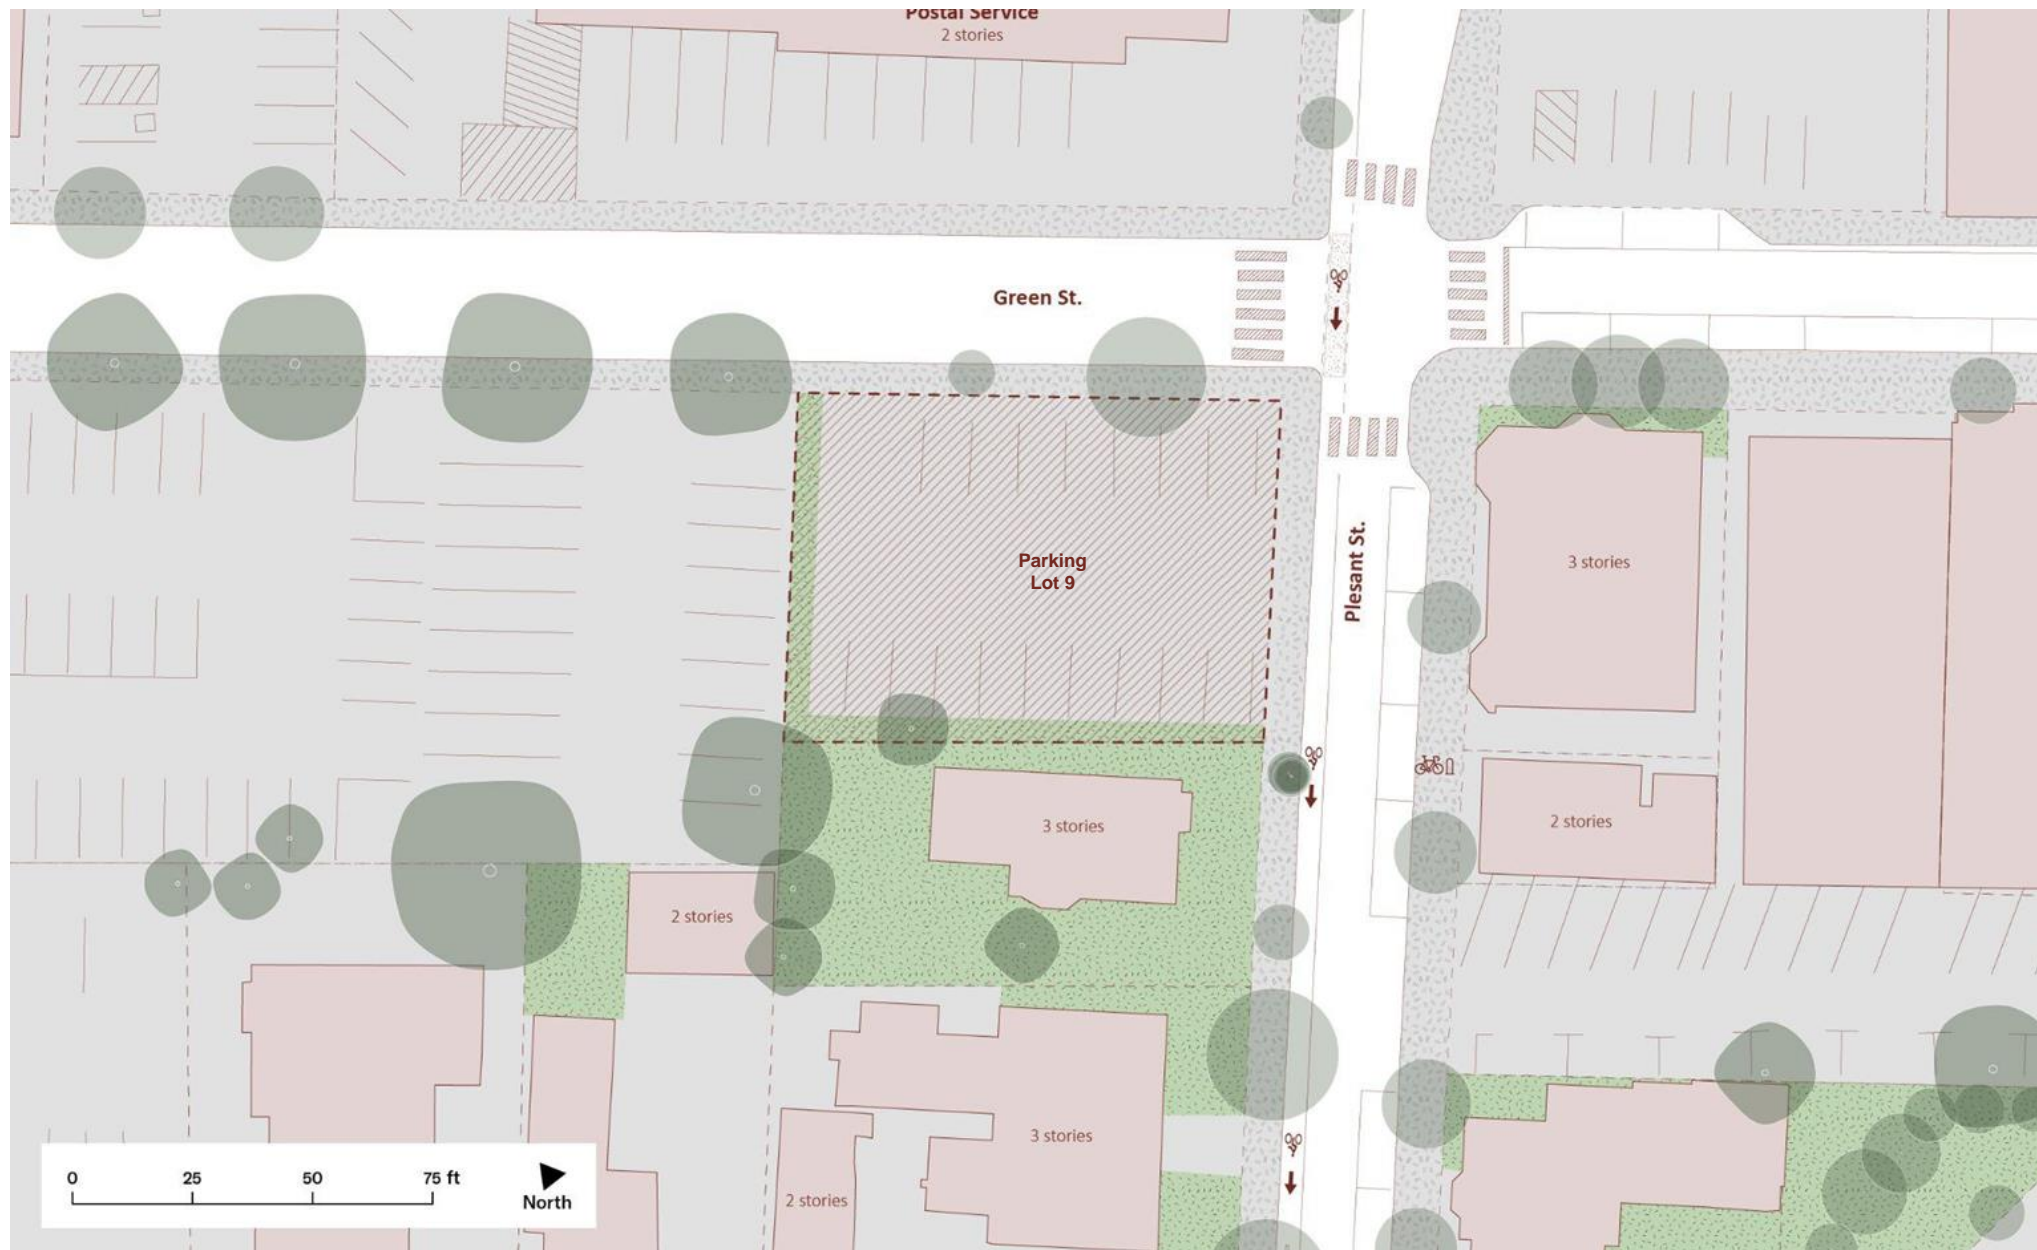 Postal Service
2 stories
Green St.
Parking
Lot 9
Plesant St.
3 stories
3 stories
2 stories
2 stories
3 stories
2 stories
0 25 50 75 ft
North